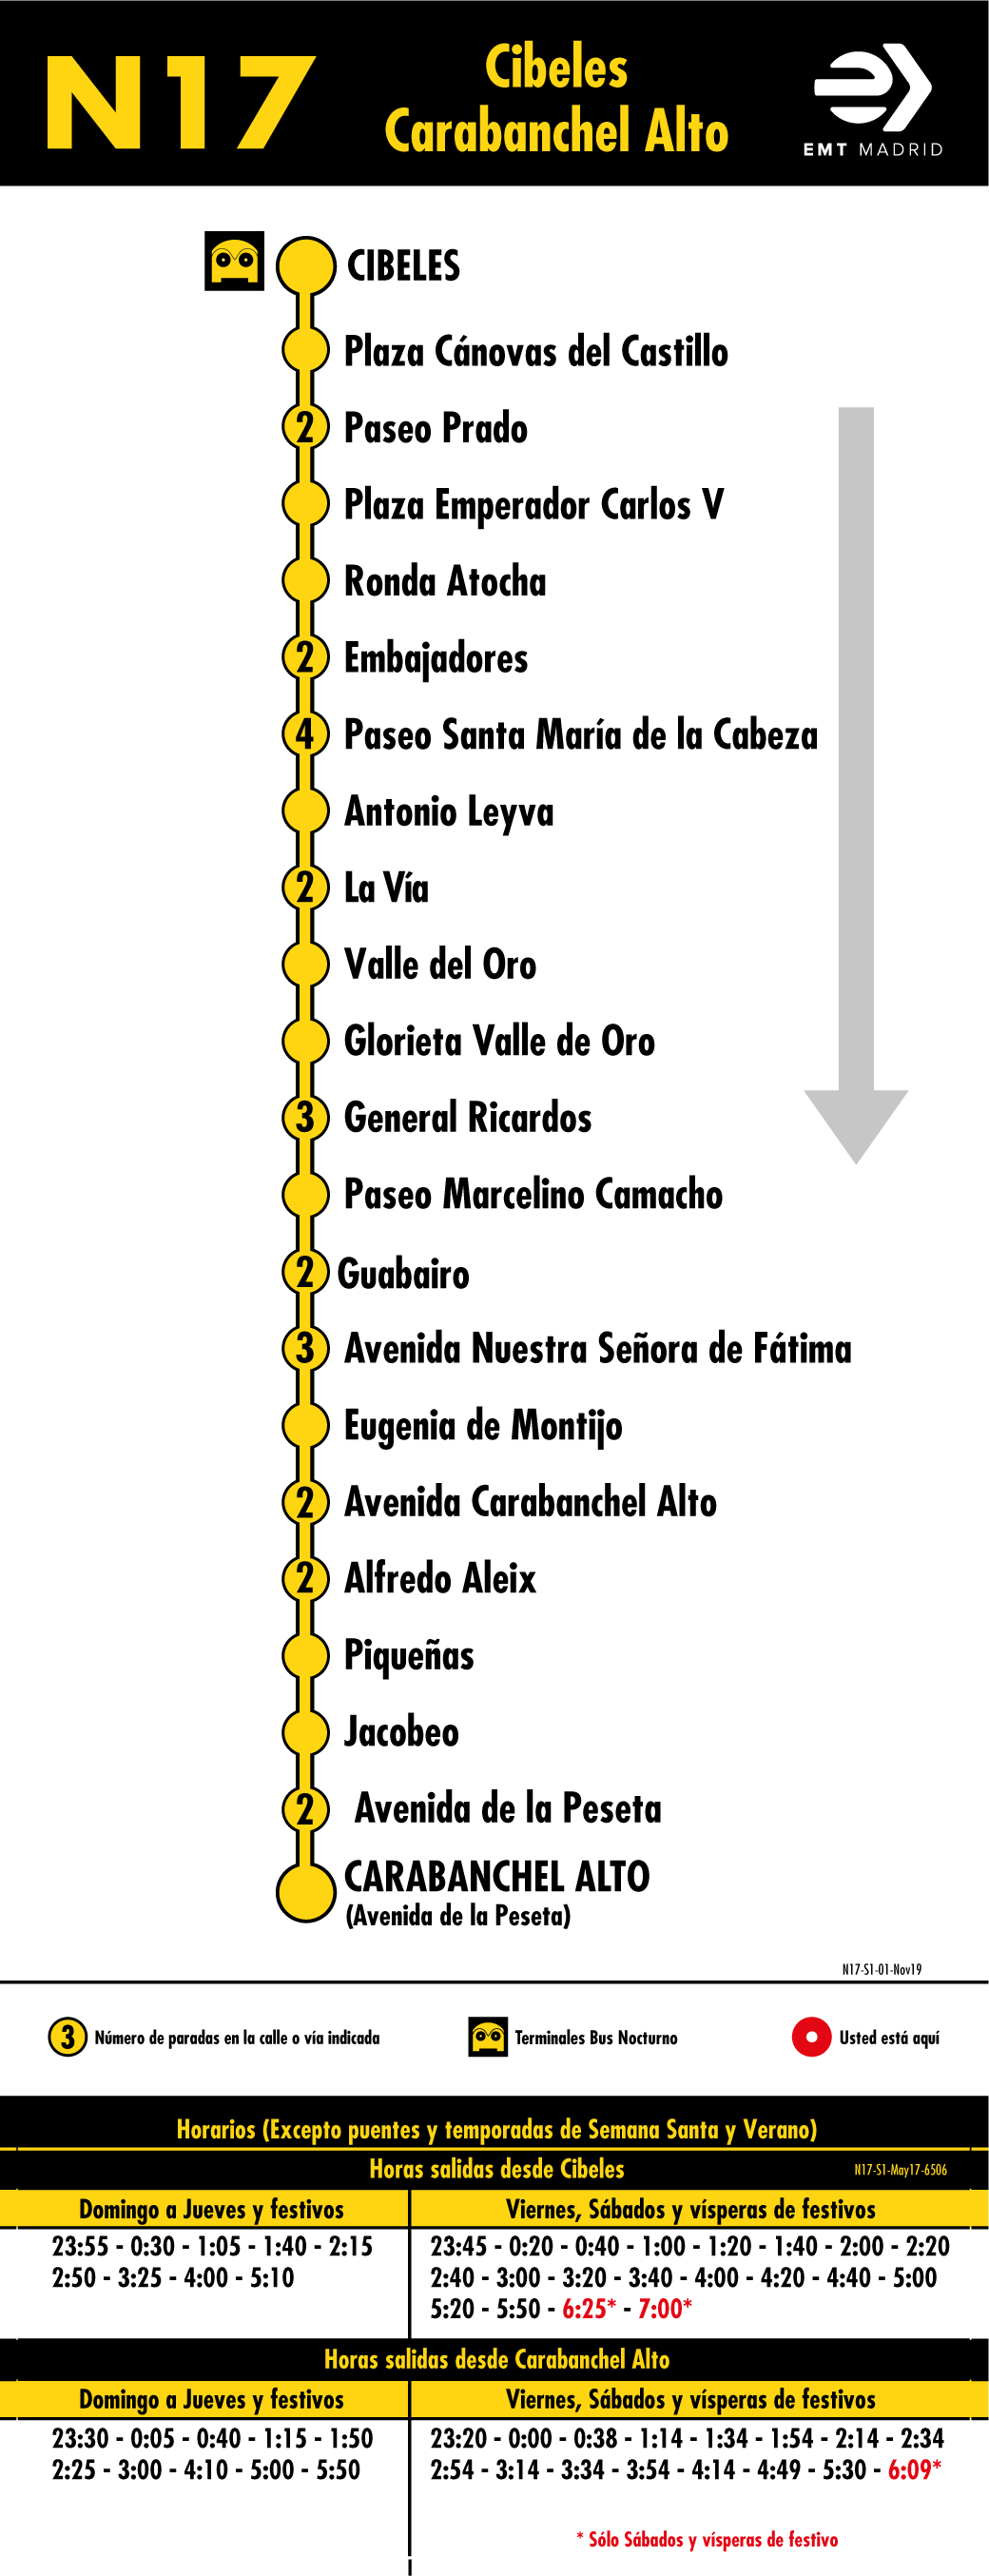 N17
Cibeles
Carabanchel Alto
EMT MADRID
CIBELES
Plaza Cánovas del Castillo
2 Paseo Prado
Plaza Emperador Carlos V
Ronda Atocha
2 Embajadores
4 Paseo Santa María de la Cabeza
Antonio Leyva
2 La Vía
Valle del Oro
Glorieta Valle de Oro
3 General Ricardos
Paseo Marcelino Camacho
2 Guabairo
3 Avenida Nuestra Señora de Fátima
Eugenia de Montijo
2 Avenida Carabanchel Alto
2 Alfredo Aleix
Piqueñas
Jacobeo
2 Avenida de la Peseta
CARABANCHEL ALTO
(Avenida de la Peseta)
N17-S1-01-Nov19
3 Número de paradas en la calle o vía indicada
Terminales Bus Nocturno
Usted está aquí
Horarios (Excepto puentes y temporadas de Semana Santa y Verano)
Horas salidas desde Cibeles
N17-S1-May17-6506
Domingo a Jueves y festivos
23:55 - 0:30 - 1:05 - 1:40 - 2:15
2:50 - 3:25 - 4:00 - 5:10
Viernes, Sábados y vísperas de festivos
23:45 - 0:20 - 0:40 - 1:00 - 1:20 - 1:40 - 2:00 - 2:20
2:40 - 3:00 - 3:20 - 3:40 - 4:00 - 4:20 - 4:40 - 5:00
5:20 - 5:50 - 6:25* - 7:00*
Horas salidas desde Carabanchel Alto
Domingo a Jueves y festivos
23:30 - 0:05 - 0:40 - 1:15 - 1:50
2:25 - 3:00 - 4:10 - 5:00 - 5:50
Viernes, Sábados y vísperas de festivos
23:20 - 0:00 - 0:38 - 1:14 - 1:34 - 1:54 - 2:14 - 2:34
2:54 - 3:14 - 3:34 - 3:54 - 4:14 - 4:49 - 5:30 - 6:09*
* Sólo Sábados y vísperas de festivo